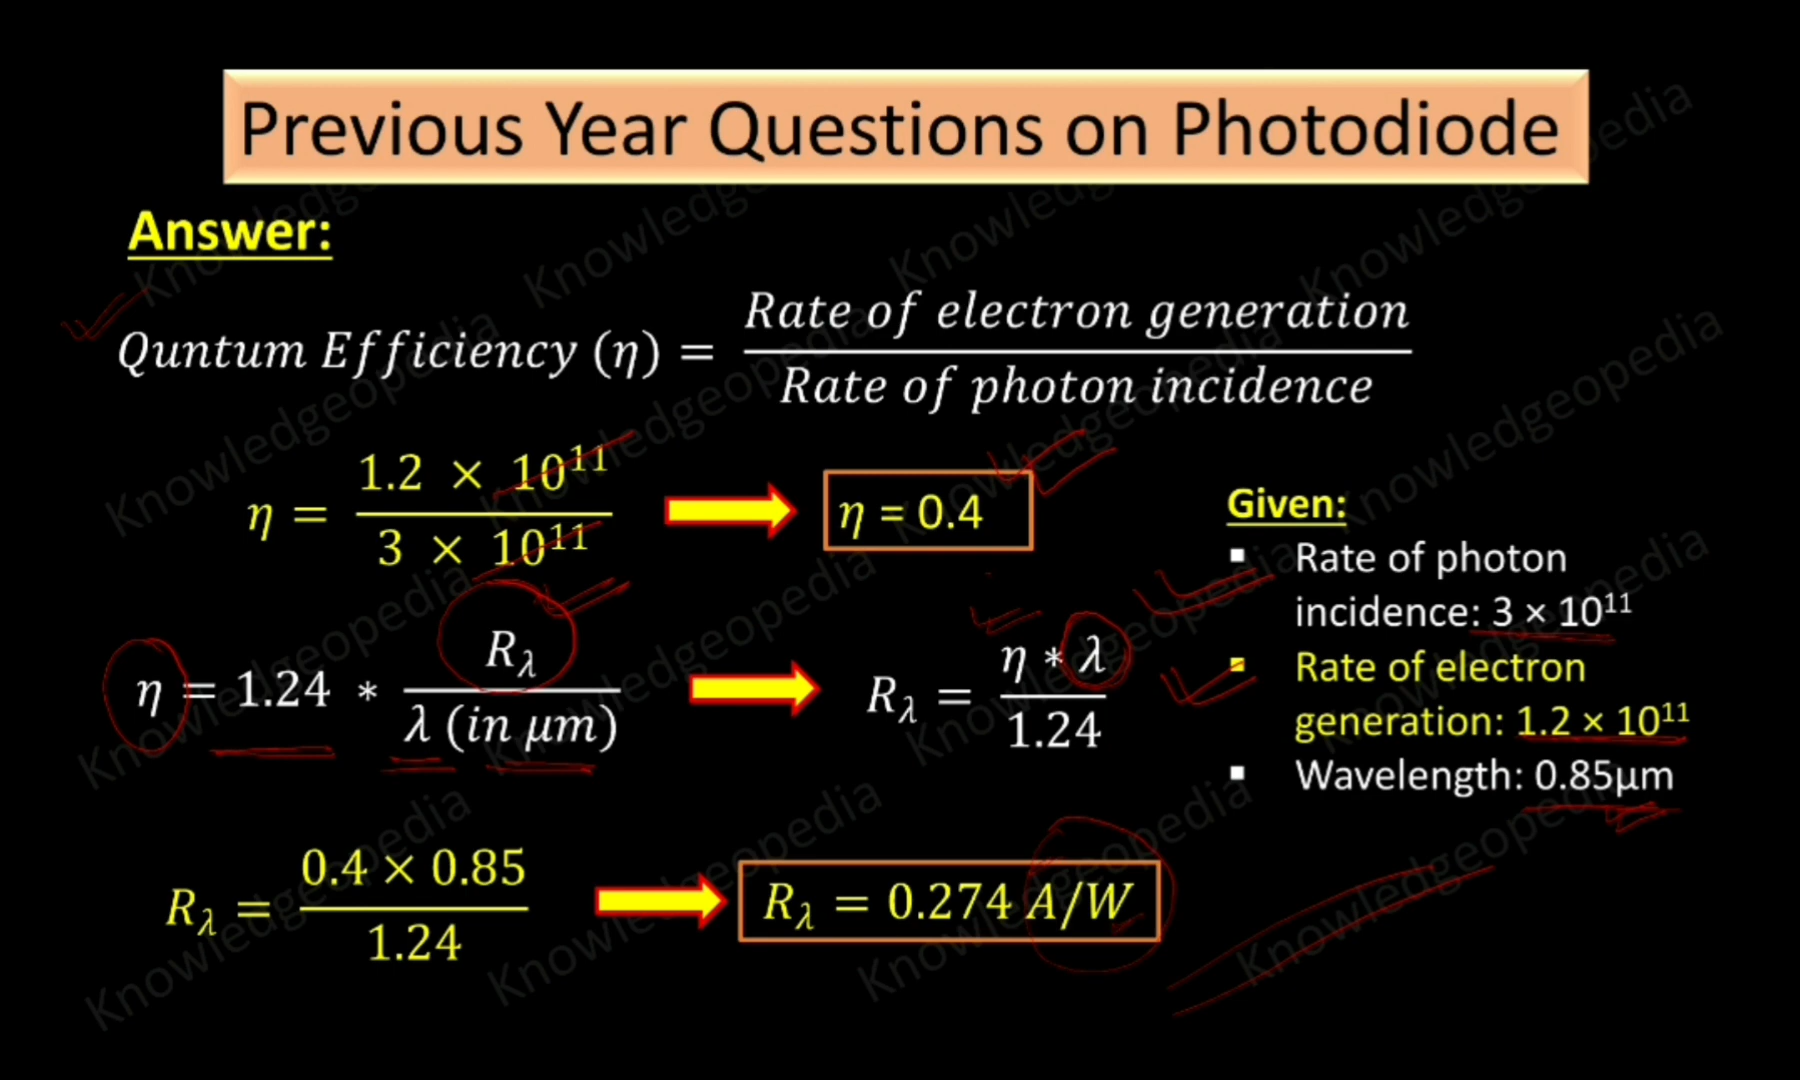 Previous Year Questions on Photodiode
Answer:
Quntum Efficiency (η) = Rate of electron generation / Rate of photon incidence
η = 1.2 × 10¹¹ / 3 × 10¹¹
η = 0.4
η = 1.24 * R_λ / λ (in μm)
R_λ = η * λ / 1.24
R_λ = 0.4 × 0.85 / 1.24
R_λ = 0.274 A/W
Given:
▪ Rate of photon
incidence: 3 × 10¹¹
▪ Rate of electron
generation: 1.2 × 10¹¹
▪ Wavelength: 0.85μm
Knowledgeopedia